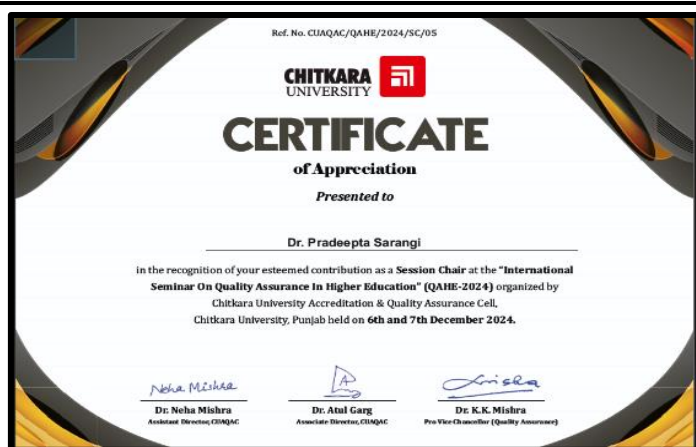 Ref. No. CUAQAC/QAHE/2024/SC/05
CHITKARA
UNIVERSITY
CERTIFICATE
of Appreciation
Presented to
Dr. Pradeepta Sarangi
in the recognition of your esteemed contribution as a Session Chair at the "International
Seminar On Quality Assurance In Higher Education" (QAHE-2024) organized by
Chitkara University Accreditation & Quality Assurance Cell,
Chitkara University, Punjab held on 6th and 7th December 2024.
Neha Mishra
Dr. Neha Mishra
Assistant Director, CUAQAC
Dr. Atul Garg
Associate Director, CUAQAC
Dr. K.K. Mishra
Pro Vice Chancellor (Quality Assurance)